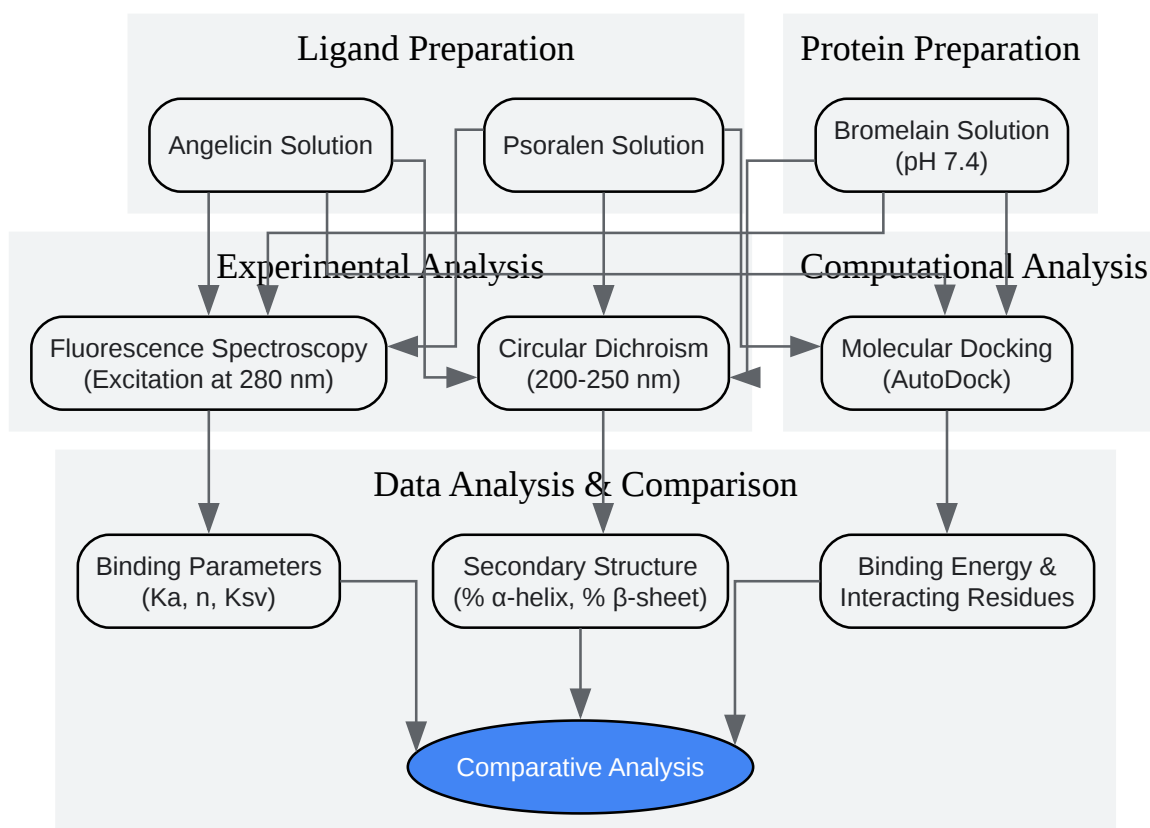 Ligand Preparation
Protein Preparation
Angelicin Solution
Psoralen Solution
Bromelain Solution
(pH 7.4)
Experimental Analysis
Computational Analysis
Fluorescence Spectroscopy
(Excitation at 280 nm)
Circular Dichroism
(200-250 nm)
Molecular Docking
(AutoDock)
Data Analysis & Comparison
Binding Parameters
(Ka, n, Ksv)
Secondary Structure
(% α-helix, % β-sheet)
Binding Energy &
Interacting Residues
Comparative Analysis